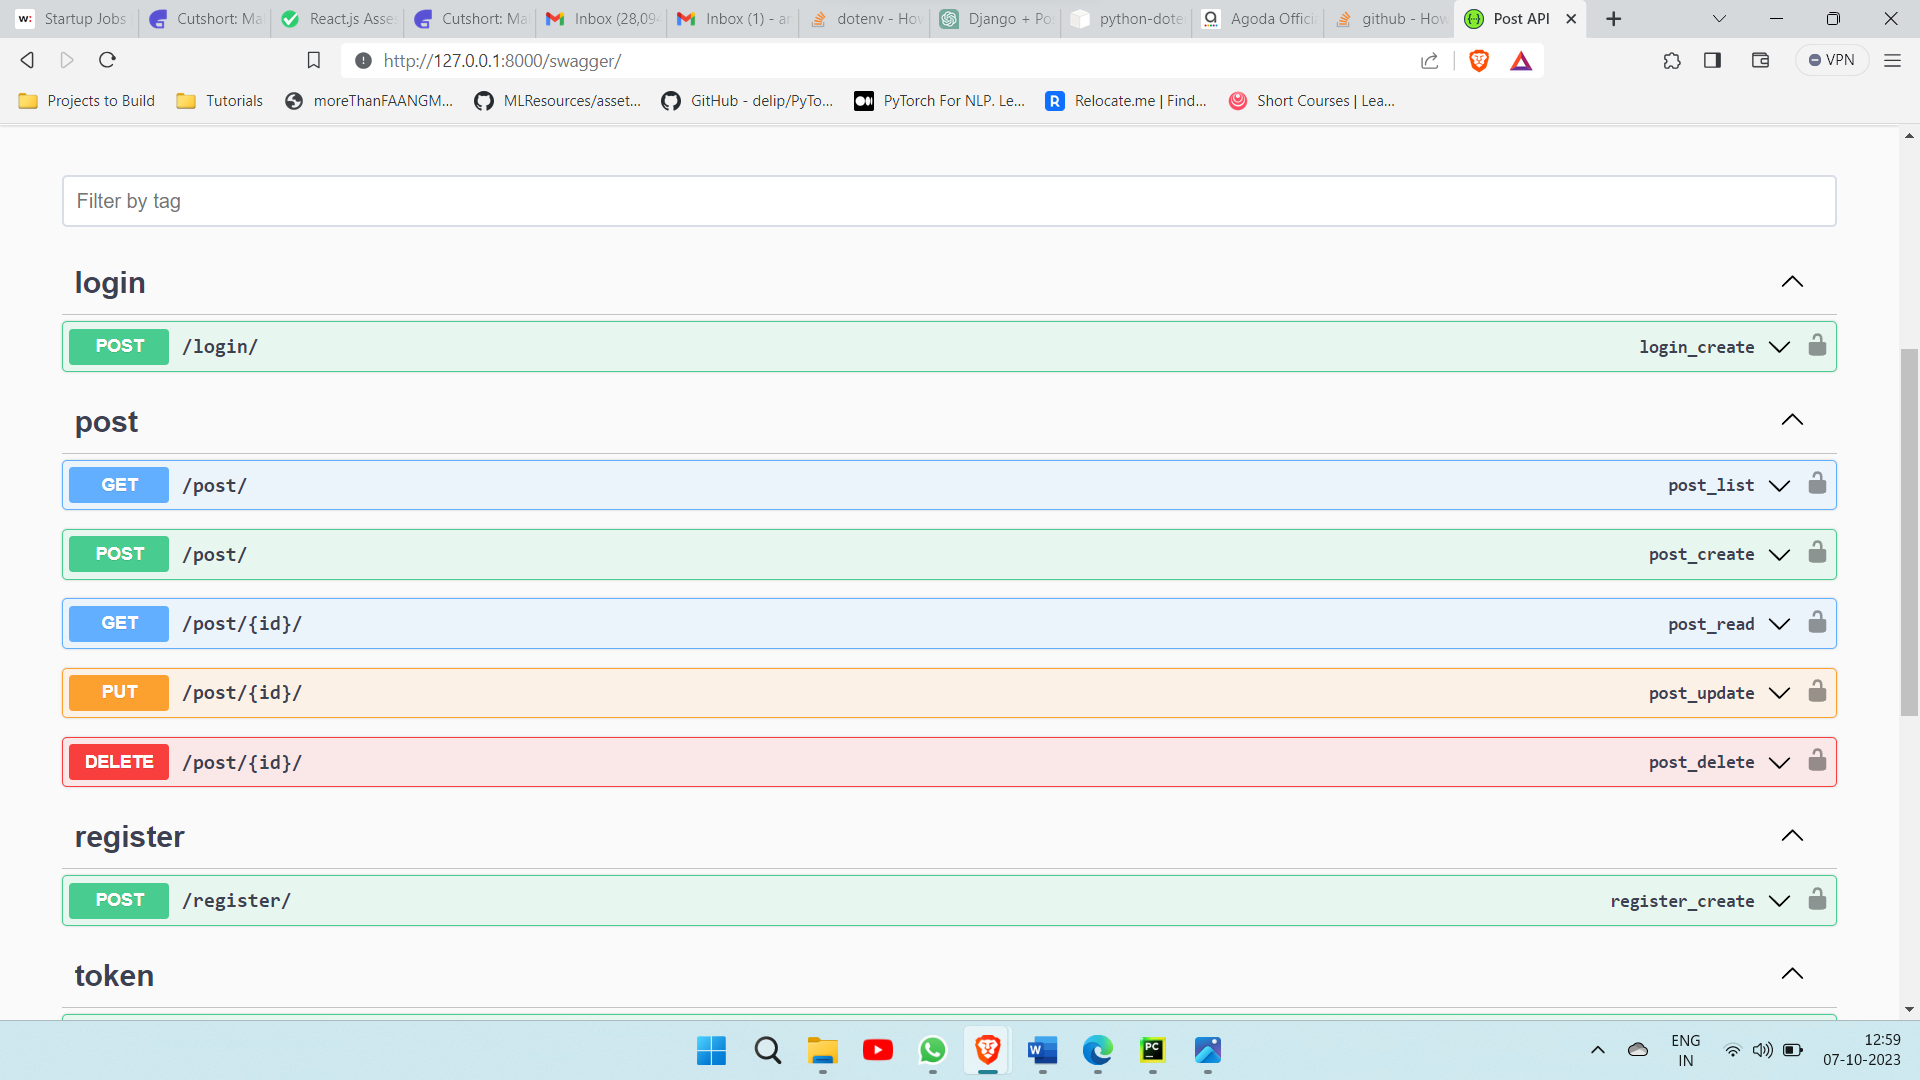 w: Startup Jobs
Cutshort: Ma
React.js Asse
Cutshort: Ma
Inbox (28,094
Inbox (1) - ar
dotenv - Hov
Django + Po
python-dote
Agoda Offici
github - How
Post API
http://127.0.0.1:8000/swagger/
VPN
Projects to Build
Tutorials
moreThanFAANGM...
MLResources/asset...
GitHub - delip/PyTo...
PyTorch For NLP. Le...
R Relocate.me | Find...
Short Courses | Lea...
Filter by tag
login
POST /login/ login_create
post
GET /post/ post_list
POST /post/ post_create
GET /post/{id}/ post_read
PUT /post/{id}/ post_update
DELETE /post/{id}/ post_delete
register
POST /register/ register_create
token
W
PC
ENG
IN
12:59
07-10-2023